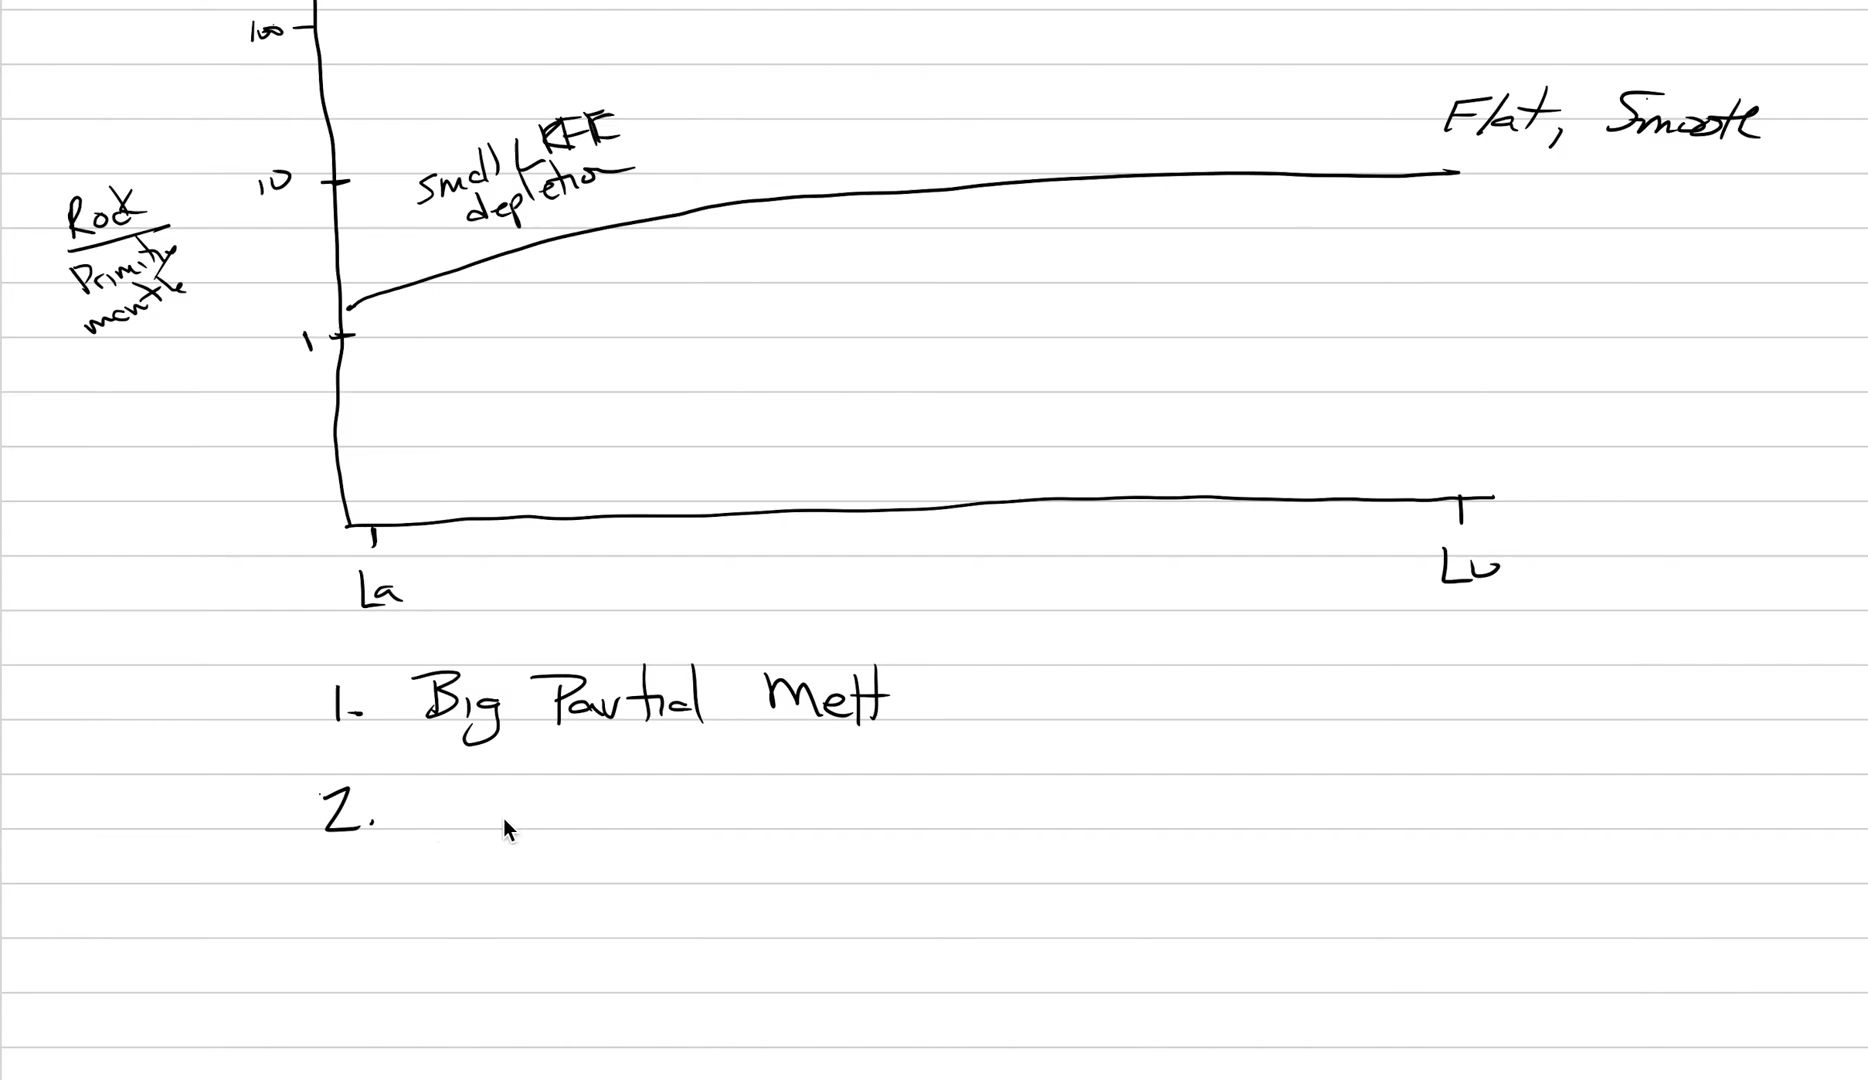 100
Flat, Smooth
small LREE
depletion
10
Rock
Primitive
mantle
1
La
Lu
1. Big Partial Melt
2.